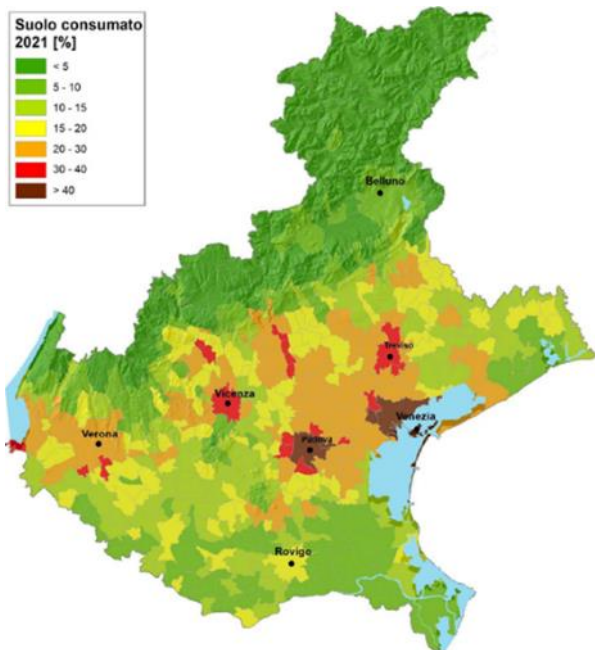 Suolo consumato
2021 [%]
< 5
5 - 10
10 - 15
15 - 20
20 - 30
30 - 40
> 40
Belluno
Treviso
Vicenza
Venezia
Verona
Padova
Rovigo